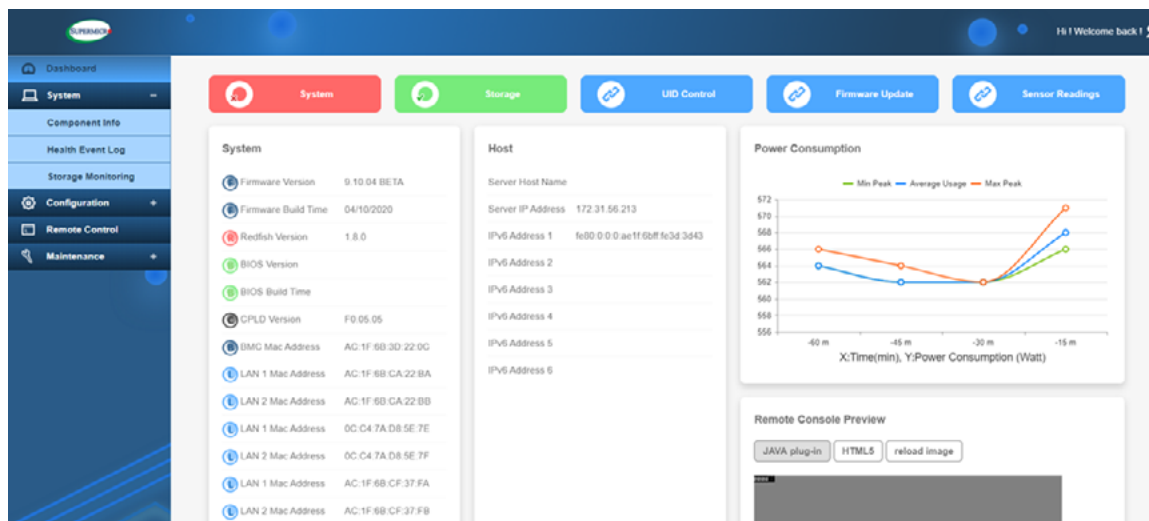 SUPERMICR
Hi ! Welcome back !
Dashboard
System −
Component Info
Health Event Log
Storage Monitoring
Configuration +
Remote Control
Maintenance +
System
Storage
UID Control
Firmware Update
Sensor Readings
System
Firmware Version 9.10.04 BETA
Firmware Build Time 04/10/2020
Redfish Version 1.8.0
BIOS Version
BIOS Build Time
CPLD Version F0.05.05
BMC Mac Address AC:1F:6B:3D:22:0C
LAN 1 Mac Address AC:1F:6B:CA:22:BA
LAN 2 Mac Address AC:1F:6B:CA:22:BB
LAN 1 Mac Address 0C:C4:7A:D8:5E:7E
LAN 2 Mac Address 0C:C4:7A:D8:5E:7F
LAN 1 Mac Address AC:1F:6B:CF:37:FA
LAN 2 Mac Address AC:1F:6B:CF:37:FB
Host
Server Host Name
Server IP Address 172.31.56.213
IPv6 Address 1 fe80:0:0:0:ae1f:6bff:fe3d:3d43
IPv6 Address 2
IPv6 Address 3
IPv6 Address 4
IPv6 Address 5
IPv6 Address 6
Power Consumption
Min Peak Average Usage Max Peak
572
570
568
566
564
562
560
558
556
-60 m -45 m -30 m -15 m
X:Time(min), Y:Power Consumption (Watt)
Remote Console Preview
JAVA plug-in HTML5 reload image